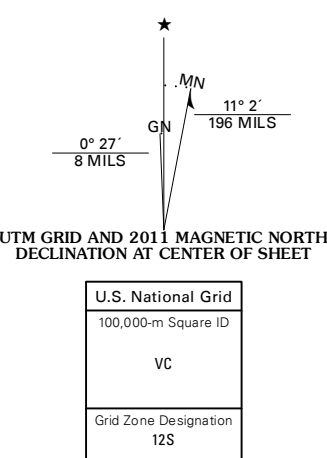 ★
MN
11° 2´
196 MILS
GN
0° 27´
8 MILS
UTM GRID AND 2011 MAGNETIC NORTH
DECLINATION AT CENTER OF SHEET
U.S. National Grid
100,000-m Square ID
VC
Grid Zone Designation
12S